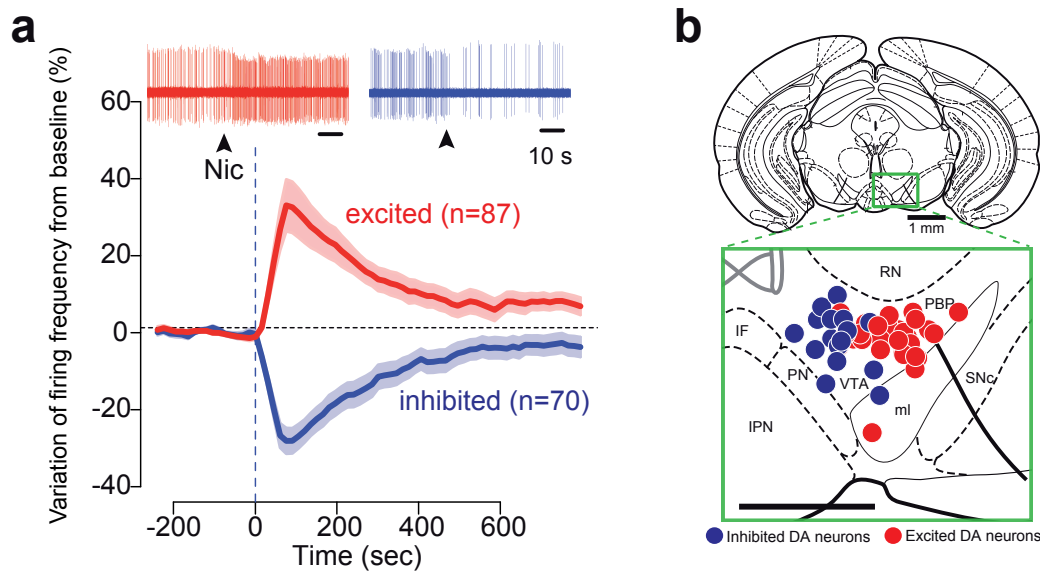 a
Variation of firing frequency from baseline (%)
60
40
20
0
-20
-40
Nic
10 s
excited (n=87)
inhibited (n=70)
-200
0
200
400
600
Time (sec)
b
1 mm
RN
PBP
IF
PN
VTA
SNc
ml
IPN
Inhibited DA neurons
Excited DA neurons